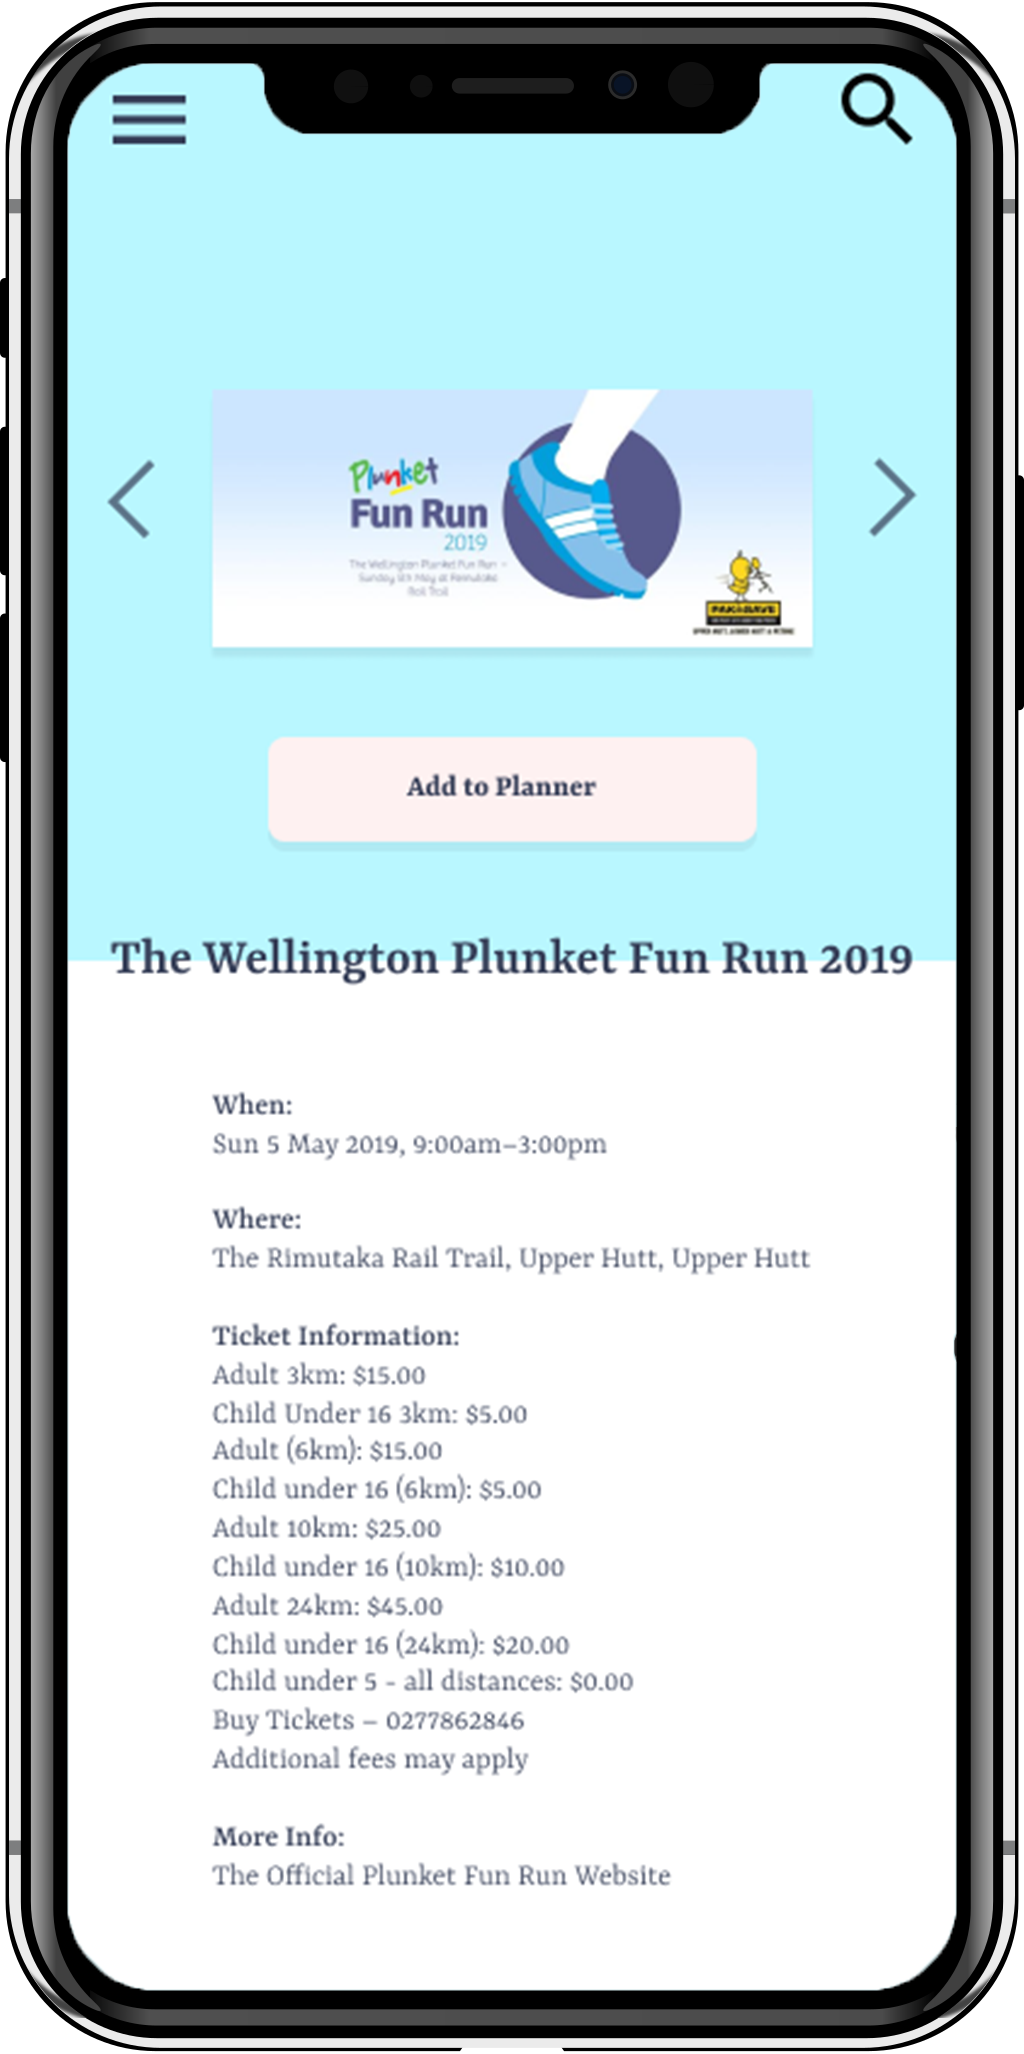 Plunket
Fun Run
2019
The Wellington Plunket Fun Run -
Sunday 5th May at Rimutaka
Rail Trail
PAK'nSAVE
Add to Planner
The Wellington Plunket Fun Run 2019
When:
Sun 5 May 2019, 9:00am–3:00pm
Where:
The Rimutaka Rail Trail, Upper Hutt, Upper Hutt
Ticket Information:
Adult 3km: $15.00
Child Under 16 3km: $5.00
Adult (6km): $15.00
Child under 16 (6km): $5.00
Adult 10km: $25.00
Child under 16 (10km): $10.00
Adult 24km: $45.00
Child under 16 (24km): $20.00
Child under 5 - all distances: $0.00
Buy Tickets – 0277862846
Additional fees may apply
More Info:
The Official Plunket Fun Run Website